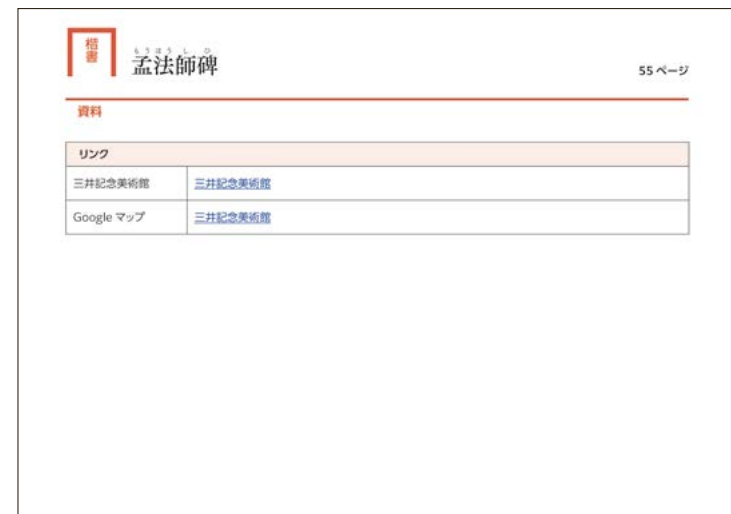 楷書
もうほうしひ
孟法師碑
55 ページ
資料
リンク
三井記念美術館 三井記念美術館
Google マップ 三井記念美術館